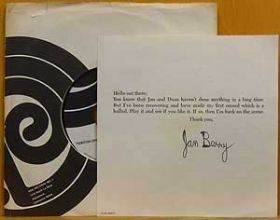 Hello out there,
You know that Jan and Dean haven't done anything in a long time.
But I've been recovering and have made my first record which is a
ballad. Play it and see if you like it. If so, then I'm back on the scene.
Thank you,
Jan Berry